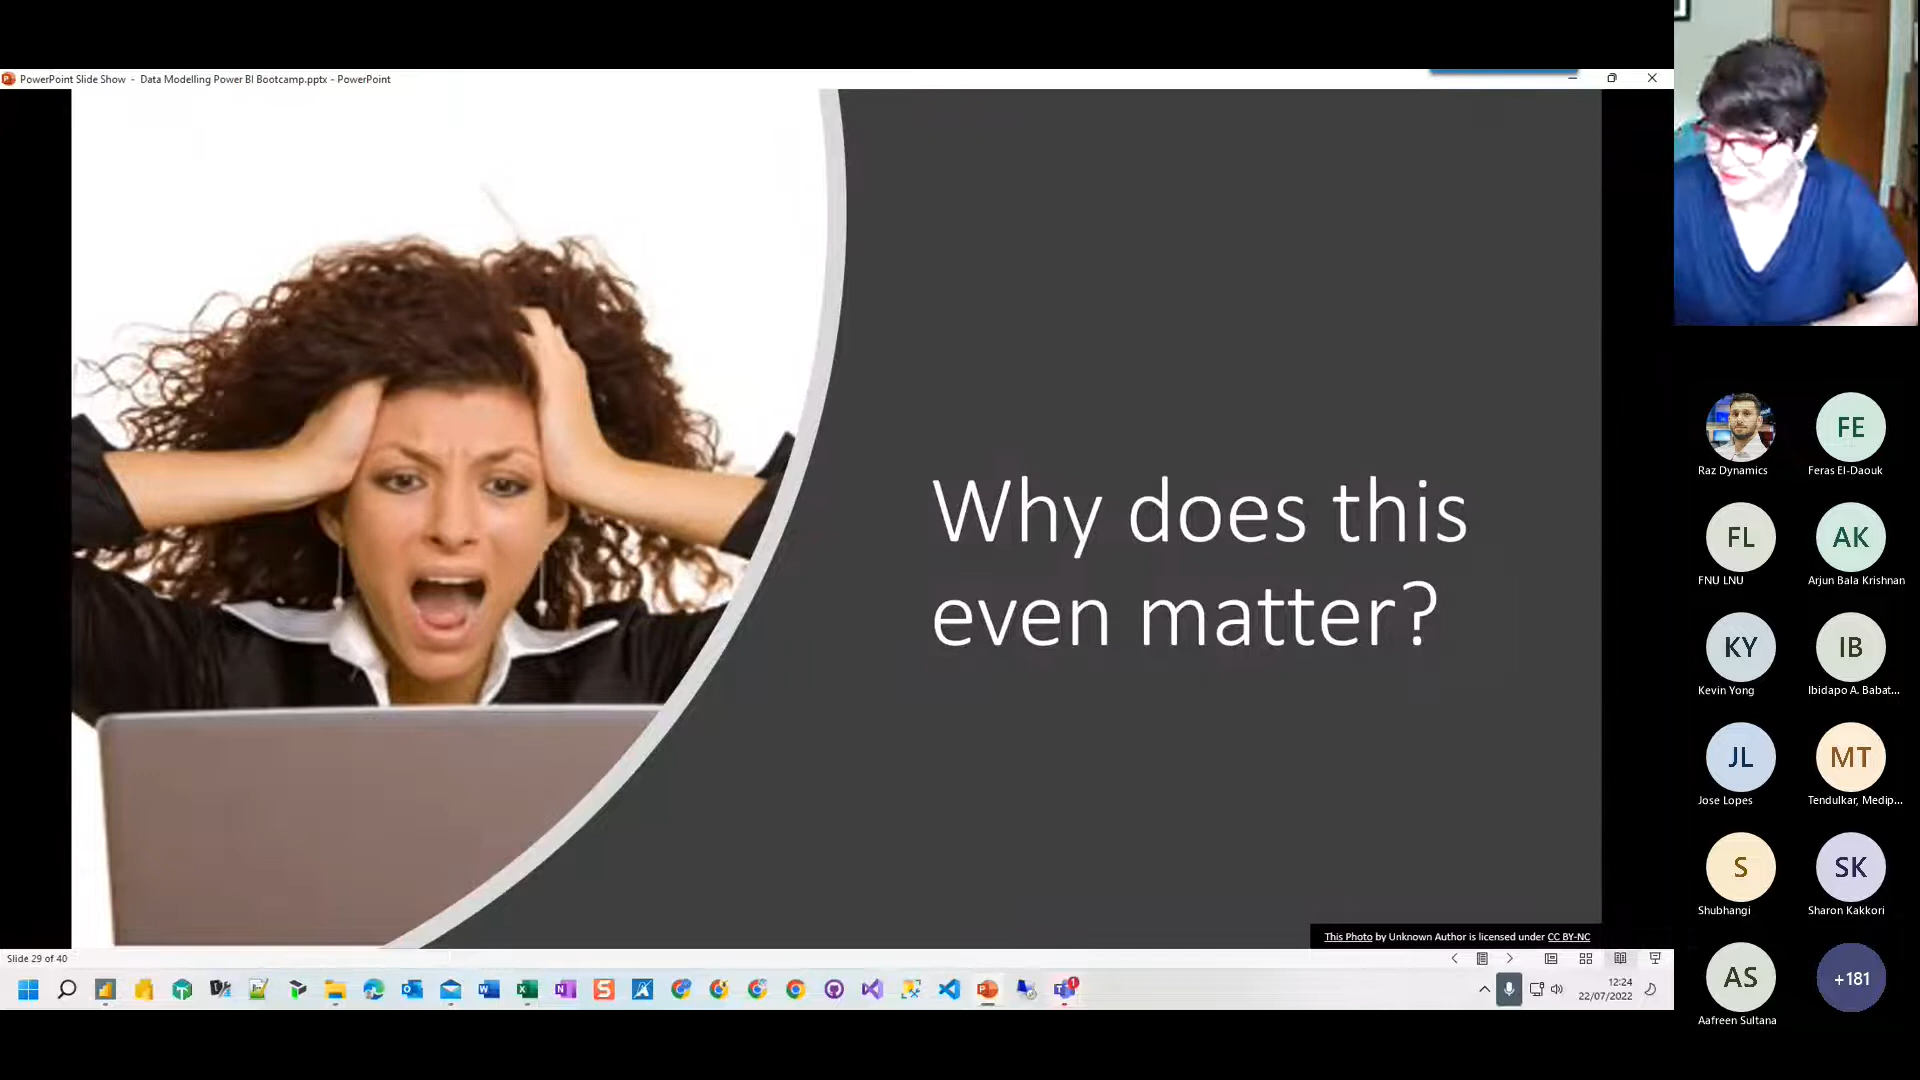 PowerPoint Slide Show - Data Modelling Power BI Bootcamp.pptx - PowerPoint
Why does this
even matter?
This Photo by Unknown Author is licensed under CC BY-NC
Slide 29 of 40
12:24
22/07/2022
Raz Dynamics
FE
Feras El-Daouk
FL
FNU LNU
AK
Arjun Bala Krishnan
KY
Kevin Yong
IB
Ibidapo A. Babat...
JL
Jose Lopes
MT
Tendulkar, Medip...
S
Shubhangi
SK
Sharon Kakkori
AS
Aafreen Sultana
+181